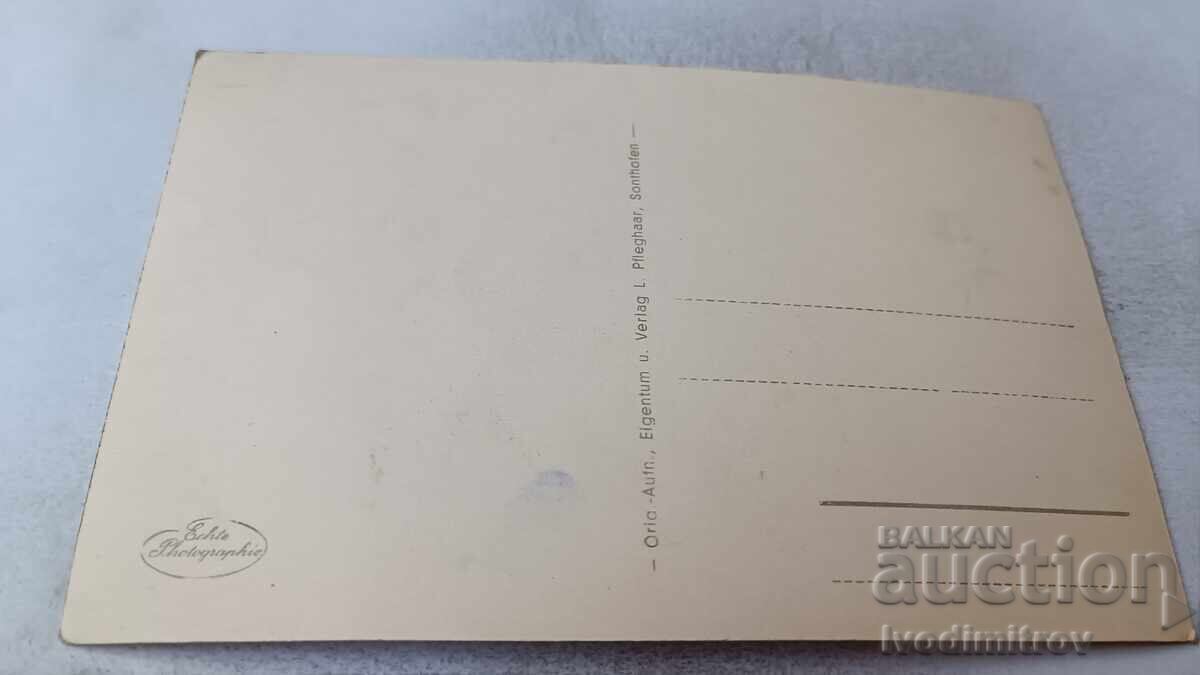 — Orig.-Aufn., Eigentum u. Verlag L. Pfleghaar, Sonthofen —
Echte
Photographie
BALKAN
auction
Ivodimitrov